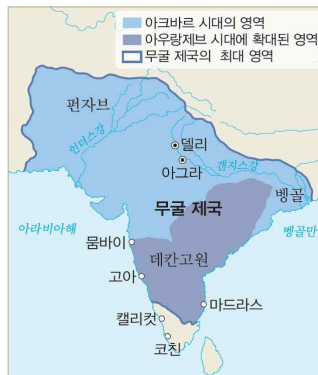 아크바르 시대의 영역
아우랑제브 시대에 확대된 영역
무굴 제국의 최대 영역
펀자브
인더스강
델리
아그라
갠지스강
벵골
무굴 제국
아라비아해
뭄바이
벵골만
데칸고원
고아
마드라스
캘리컷
코친